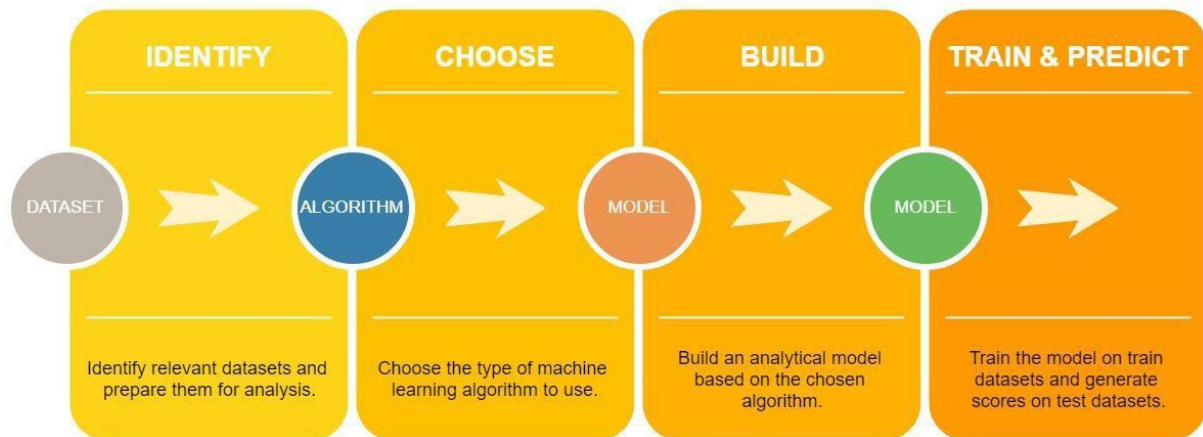 IDENTIFY
CHOOSE
BUILD
TRAIN & PREDICT
DATASET
ALGORITHM
MODEL
MODEL
Identify relevant datasets and
prepare them for analysis.
Choose the type of machine
learning algorithm to use.
Build an analytical model
based on the chosen
algorithm.
Train the model on train
datasets and generate
scores on test datasets.